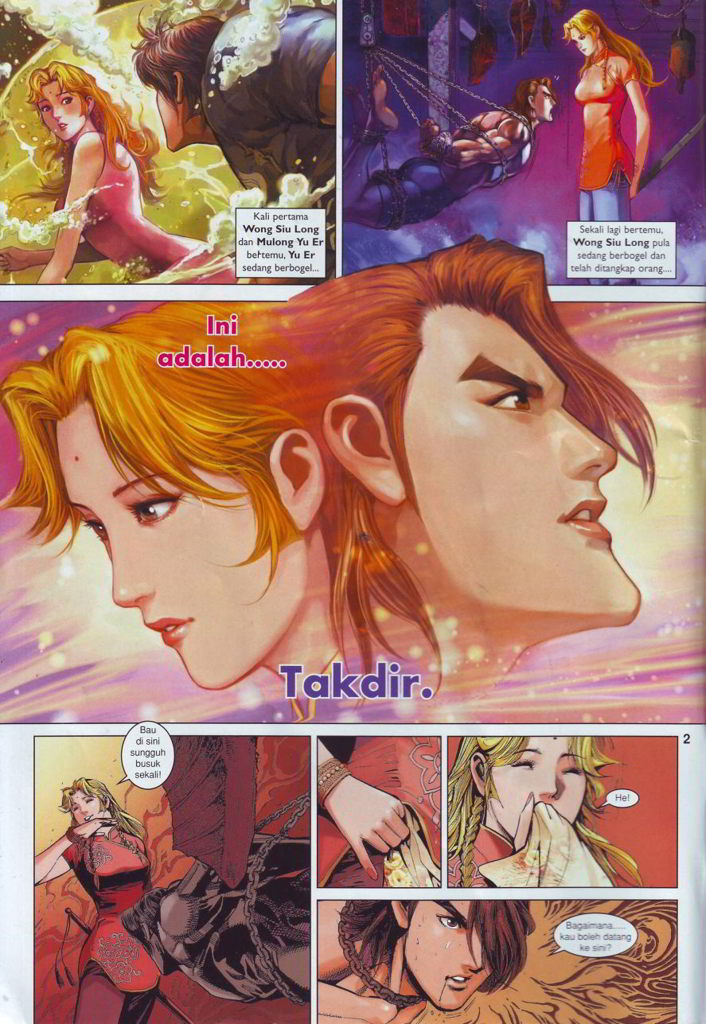 Kali pertama
Wong Siu Long
dan Mulong Yu Er
bertemu, Yu Er
sedang berbogel...
Sekali lagi bertemu,
Wong Siu Long pula
sedang berbogel dan
telah ditangkap orang....
Ini
adalah.....
Takdir.
2
Bau
di sini
sungguh
busuk
sekali!
He!
Bagaimana.....
kau boleh datang
ke sini?